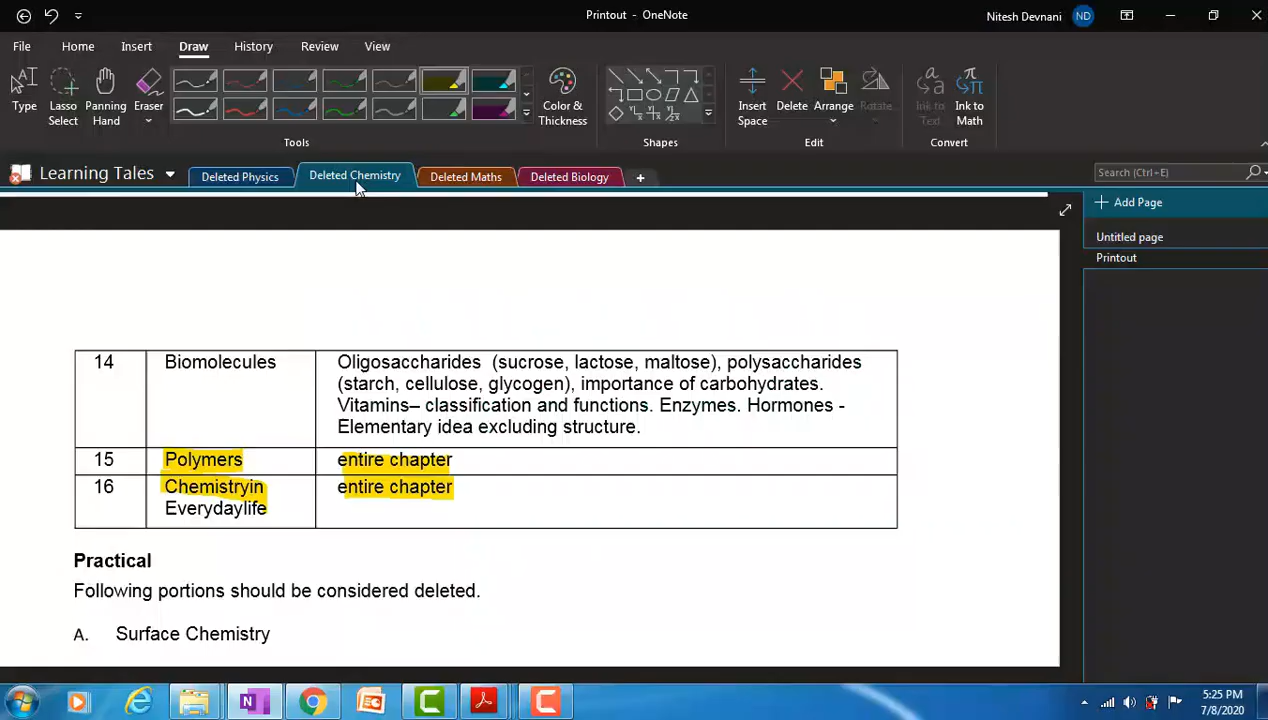 Printout - OneNote
Nitesh Devnani ND
File Home Insert Draw History Review View
Type
Lasso Select
Panning Hand
Eraser
Color & Thickness
Insert Space
Delete
Arrange
Rotate
Ink to Text
Ink to Math
Tools
Shapes
Edit
Convert
Learning Tales
Deleted Physics
Deleted Chemistry
Deleted Maths
Deleted Biology
Search (Ctrl+E)
Add Page
Untitled page
Printout
14 Biomolecules Oligosaccharides (sucrose, lactose, maltose), polysaccharides
(starch, cellulose, glycogen), importance of carbohydrates.
Vitamins– classification and functions. Enzymes. Hormones -
Elementary idea excluding structure.
15 Polymers entire chapter
16 Chemistryin entire chapter
Everydaylife
Practical
Following portions should be considered deleted.
A. Surface Chemistry
5:25 PM
7/8/2020